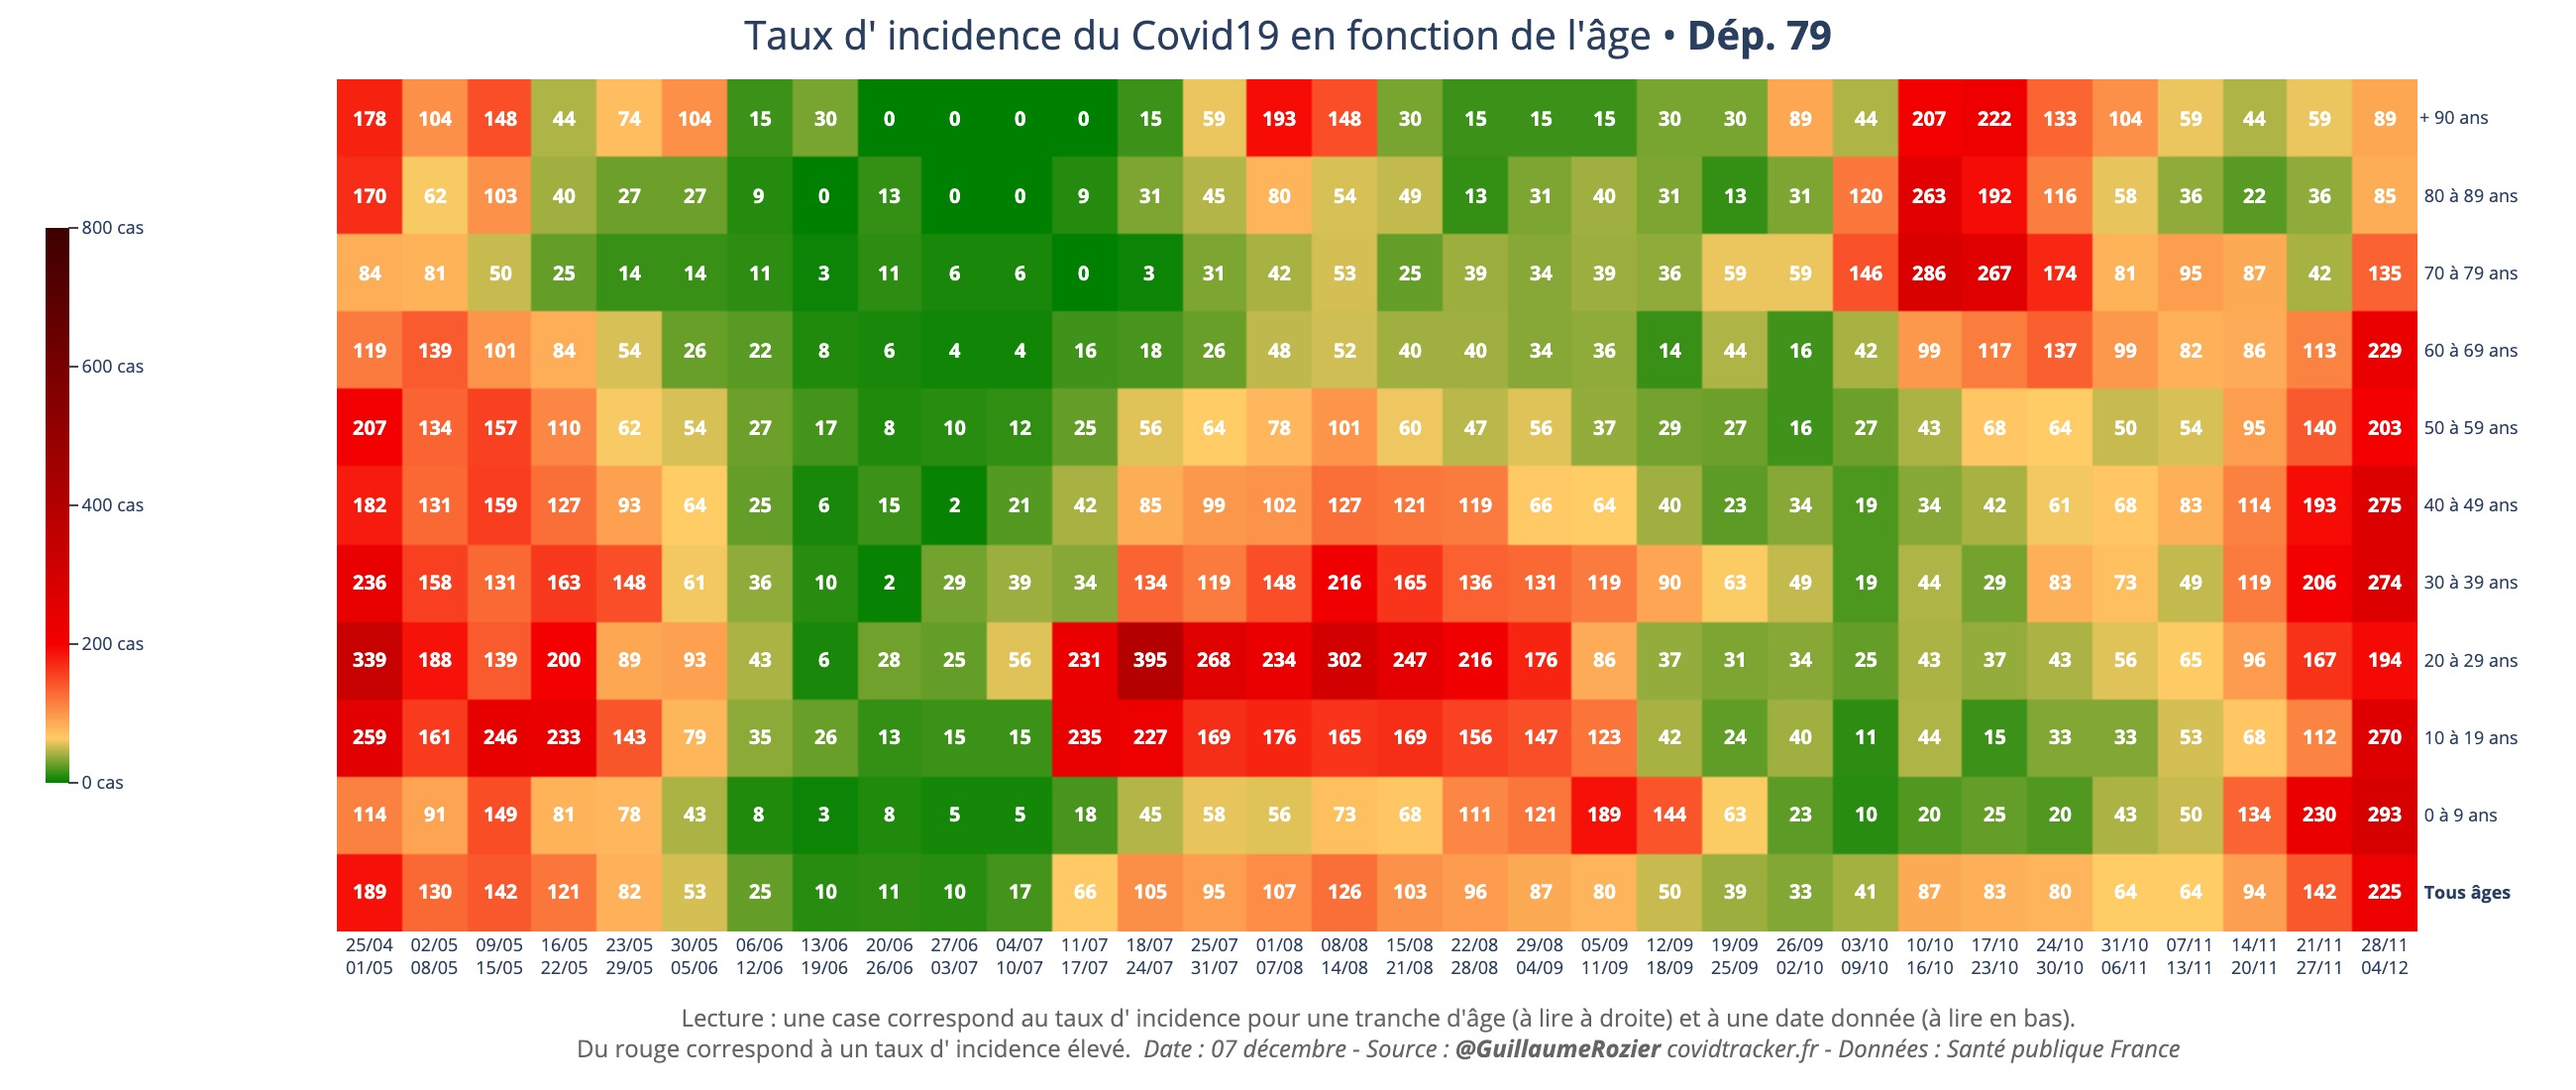 Taux d' incidence du Covid19 en fonction de l'âge • Dép. 79
178 104 148 44 74 104 15 30 0 0 0 0 15 59 193 148 30 15 15 15 30 30 89 44 207 222 133 104 59 44 59 89 + 90 ans
170 62 103 40 27 27 9 0 13 0 0 9 31 45 80 54 49 13 31 40 31 13 31 120 263 192 116 58 36 22 36 85 80 à 89 ans
84 81 50 25 14 14 11 3 11 6 6 0 3 31 42 53 25 39 34 39 36 59 59 146 286 267 174 81 95 87 42 135 70 à 79 ans
119 139 101 84 54 26 22 8 6 4 4 16 18 26 48 52 40 40 34 36 14 44 16 42 99 117 137 99 82 86 113 229 60 à 69 ans
207 134 157 110 62 54 27 17 8 10 12 25 56 64 78 101 60 47 56 37 29 27 16 27 43 68 64 50 54 95 140 203 50 à 59 ans
182 131 159 127 93 64 25 6 15 2 21 42 85 99 102 127 121 119 66 64 40 23 34 19 34 42 61 68 83 114 193 275 40 à 49 ans
236 158 131 163 148 61 36 10 2 29 39 34 134 119 148 216 165 136 131 119 90 63 49 19 44 29 83 73 49 119 206 274 30 à 39 ans
339 188 139 200 89 93 43 6 28 25 56 231 395 268 234 302 247 216 176 86 37 31 34 25 43 37 43 56 65 96 167 194 20 à 29 ans
259 161 246 233 143 79 35 26 13 15 15 235 227 169 176 165 169 156 147 123 42 24 40 11 44 15 33 33 53 68 112 270 10 à 19 ans
114 91 149 81 78 43 8 3 8 5 5 18 45 58 56 73 68 111 121 189 144 63 23 10 20 25 20 43 50 134 230 293 0 à 9 ans
189 130 142 121 82 53 25 10 11 10 17 66 105 95 107 126 103 96 87 80 50 39 33 41 87 83 80 64 64 94 142 225 Tous âges
25/04 02/05 09/05 16/05 23/05 30/05 06/06 13/06 20/06 27/06 04/07 11/07 18/07 25/07 01/08 08/08 15/08 22/08 29/08 05/09 12/09 19/09 26/09 03/10 10/10 17/10 24/10 31/10 07/11 14/11 21/11 28/11
01/05 08/05 15/05 22/05 29/05 05/06 12/06 19/06 26/06 03/07 10/07 17/07 24/07 31/07 07/08 14/08 21/08 28/08 04/09 11/09 18/09 25/09 02/10 09/10 16/10 23/10 30/10 06/11 13/11 20/11 27/11 04/12
800 cas
600 cas
400 cas
200 cas
0 cas
Lecture : une case correspond au taux d' incidence pour une tranche d'âge (à lire à droite) et à une date donnée (à lire en bas).
Du rouge correspond à un taux d' incidence élevé. Date : 07 décembre - Source : @GuillaumeRozier covidtracker.fr - Données : Santé publique France